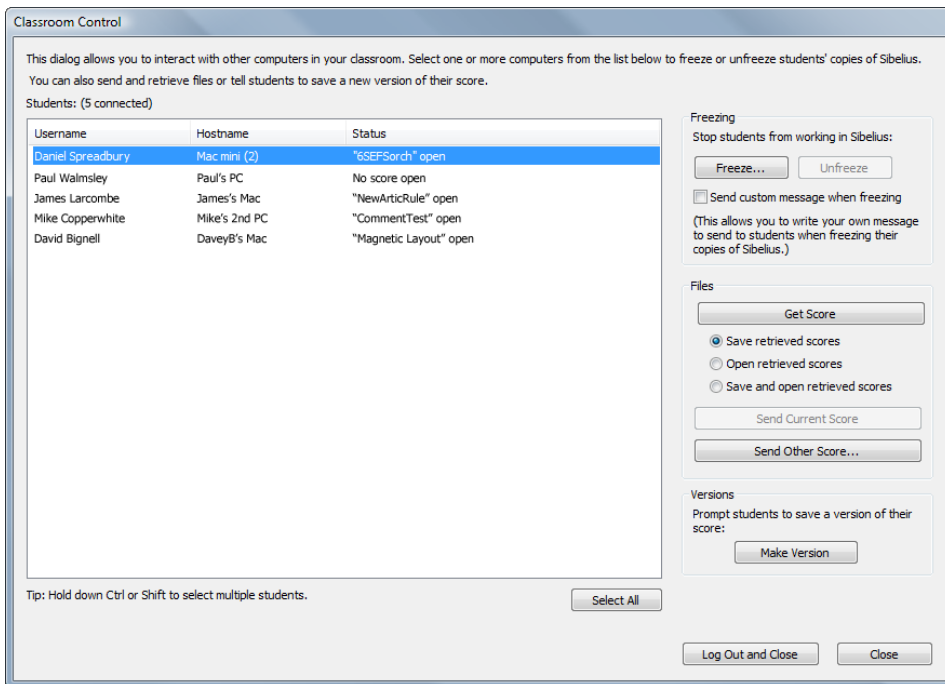 Classroom Control
This dialog allows you to interact with other computers in your classroom. Select one or more computers from the list below to freeze or unfreeze students' copies of Sibelius.
You can also send and retrieve files or tell students to save a new version of their score.
Students: (5 connected)
Username Hostname Status
Daniel Spreadbury Mac mini (2) "6SEFSorch" open
Paul Walmsley Paul's PC No score open
James Larcombe James's Mac "NewArticRule" open
Mike Copperwhite Mike's 2nd PC "CommentTest" open
David Bignell DaveyB's Mac "Magnetic Layout" open
Tip: Hold down Ctrl or Shift to select multiple students.
Select All
Freezing
Stop students from working in Sibelius:
Freeze... Unfreeze
Send custom message when freezing
(This allows you to write your own message
to send to students when freezing their
copies of Sibelius.)
Files
Get Score
Save retrieved scores
Open retrieved scores
Save and open retrieved scores
Send Current Score
Send Other Score...
Versions
Prompt students to save a version of their
score:
Make Version
Log Out and Close Close